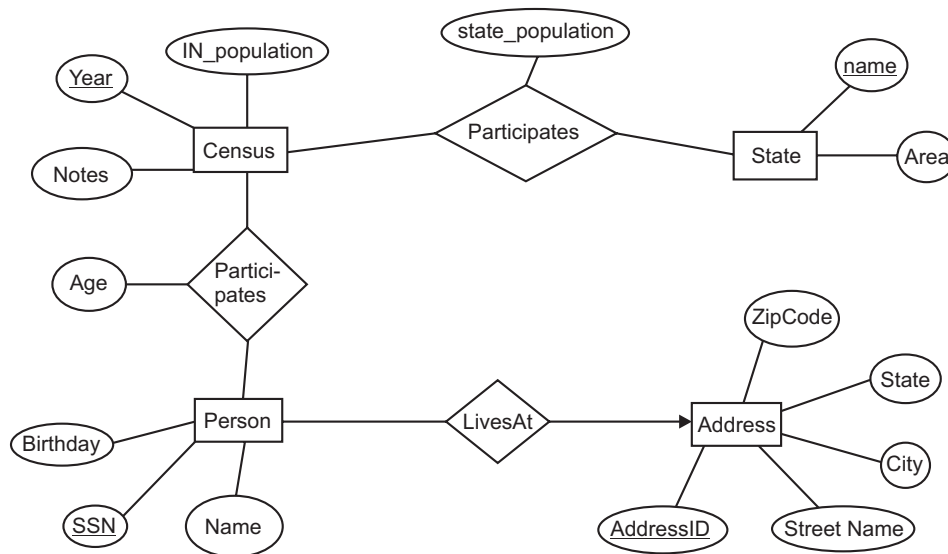 state_population
IN_population
Year
name
Participates
Census
State
Area
Notes
Partici-
pates
Age
ZipCode
State
Person
LivesAt
Address
Birthday
City
SSN
Name
AddressID
Street Name